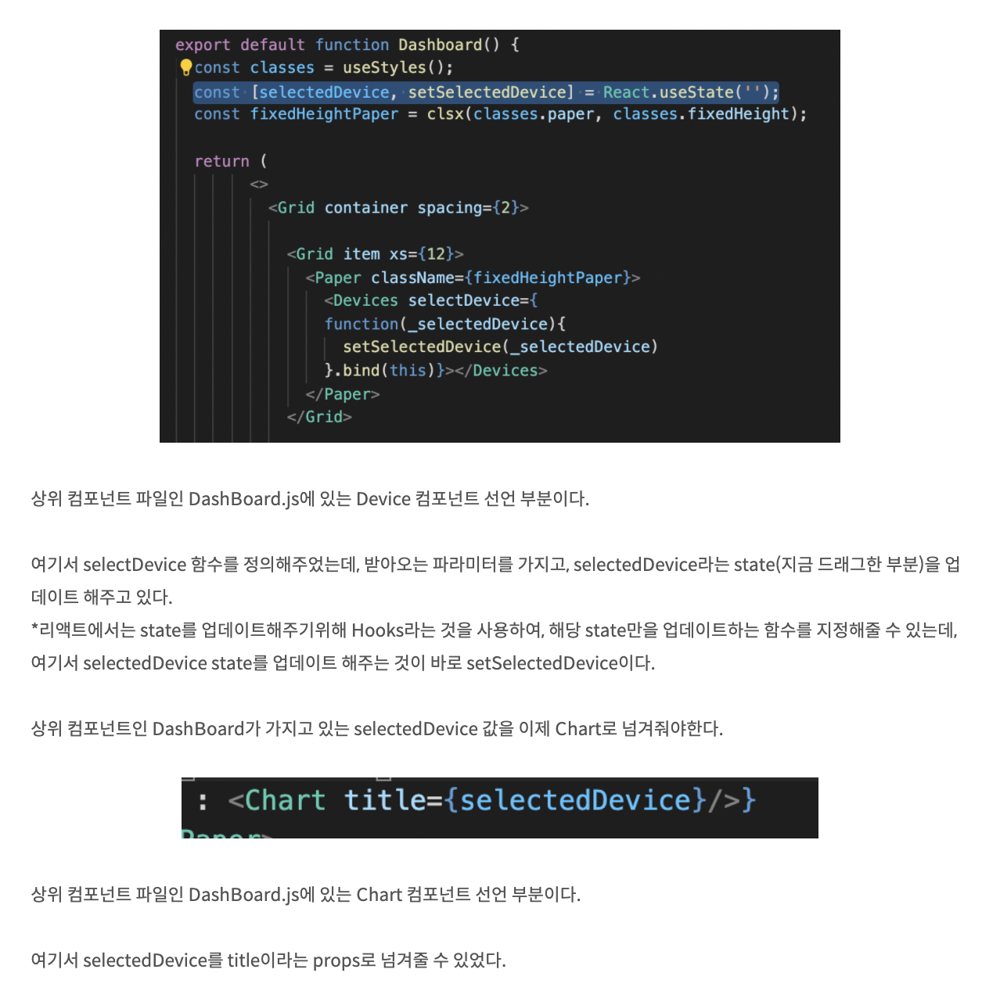 export default function Dashboard() {
const classes = useStyles();
const [selectedDevice, setSelectedDevice] = React.useState('');
const fixedHeightPaper = clsx(classes.paper, classes.fixedHeight);
return (
<>
<Grid container spacing={2}>
<Grid item xs={12}>
<Paper className={fixedHeightPaper}>
<Devices selectDevice={
function(_selectedDevice){
setSelectedDevice(_selectedDevice)
}.bind(this)}></Devices>
</Paper>
</Grid>
상위 컴포넌트 파일인 DashBoard.js에 있는 Device 컴포넌트 선언 부분이다.
여기서 selectDevice 함수를 정의해주었는데, 받아오는 파라미터를 가지고, selectedDevice라는 state(지금 드래그한 부분)을 업
데이트 해주고 있다.
*리액트에서는 state를 업데이트해주기위해 Hooks라는 것을 사용하여, 해당 state만을 업데이트하는 함수를 지정해줄 수 있는데,
여기서 selectedDevice state를 업데이트 해주는 것이 바로 setSelectedDevice이다.
상위 컴포넌트인 DashBoard가 가지고 있는 selectedDevice 값을 이제 Chart로 넘겨줘야한다.
: <Chart title={selectedDevice}/>}
Paper>
상위 컴포넌트 파일인 DashBoard.js에 있는 Chart 컴포넌트 선언 부분이다.
여기서 selectedDevice를 title이라는 props로 넘겨줄 수 있었다.